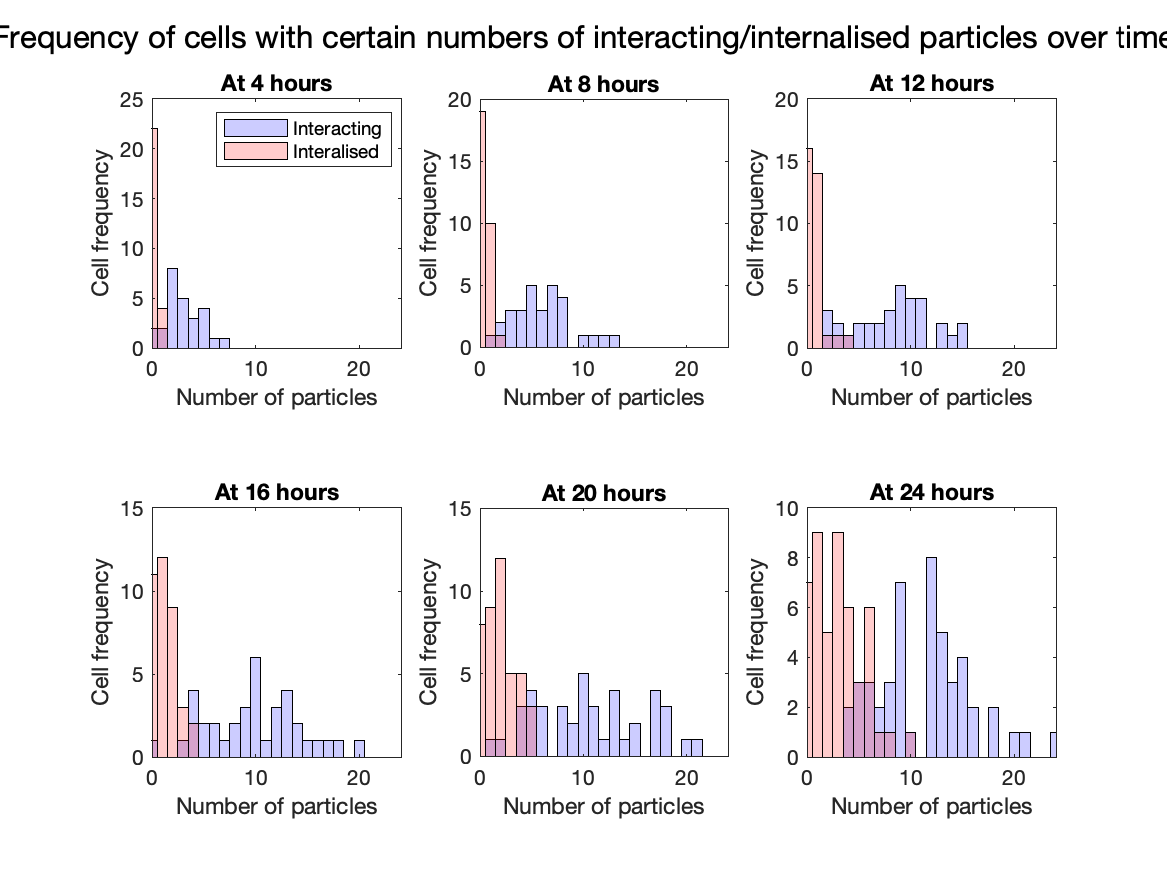 Frequency of cells with certain numbers of interacting/internalised particles over time
At 4 hours
25
20
15
10
5
0
0
10
20
Cell frequency
Number of particles
Interacting
Interalised
At 8 hours
20
15
10
5
0
0
10
20
Cell frequency
Number of particles
At 12 hours
20
15
10
5
0
0
10
20
Cell frequency
Number of particles
At 16 hours
15
10
5
0
0
10
20
Cell frequency
Number of particles
At 20 hours
15
10
5
0
0
10
20
Cell frequency
Number of particles
At 24 hours
10
8
6
4
2
0
0
10
20
Cell frequency
Number of particles